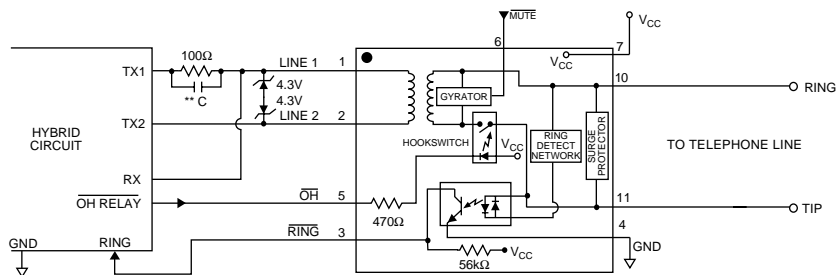 MUTE
VCC
100Ω
TX1
LINE 1
1
6
VCC
7
10
RING
** C
4.3V
4.3V
GYRATOR
TX2
LINE 2
2
HYBRID
CIRCUIT
HOOKSWITCH
VCC
RING
DETECT
NETWORK
SURGE
PROTECTOR
TO TELEPHONE LINE
RX
OH RELAY
OH
5
470Ω
11
TIP
4
GND
RING
RING
3
VCC
56kΩ
GND